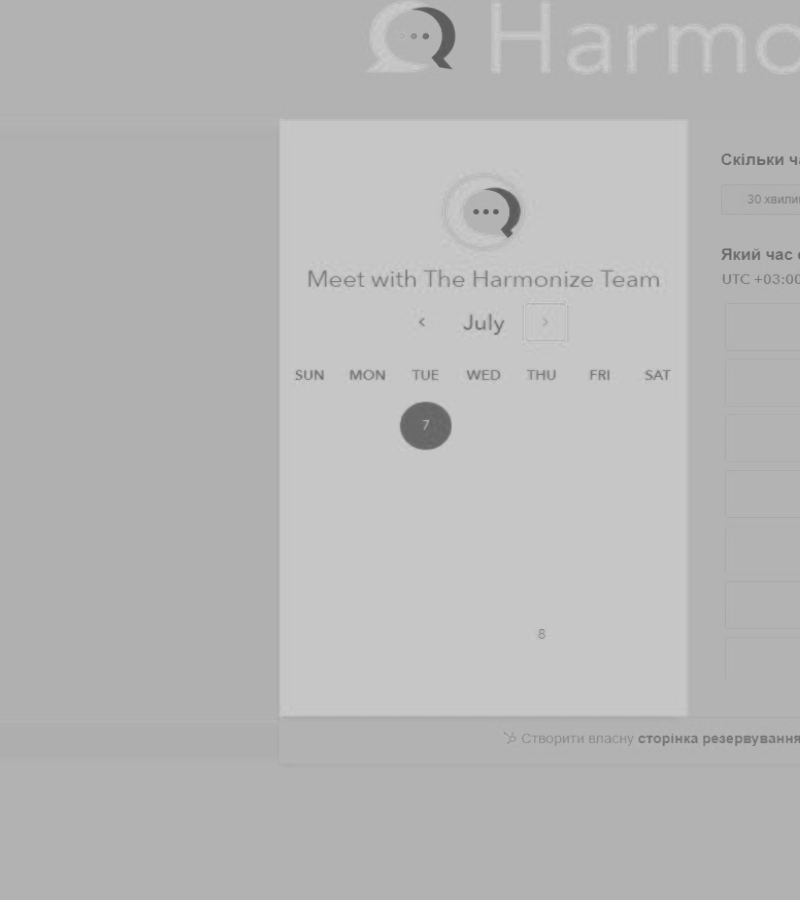 Harmo
Meet with The Harmonize Team
July
SUN MON TUE WED THU FRI SAT
7
8
Скільки ча
30 хвилин
Який час
UTC +03:00
Створити власну сторінка резервування